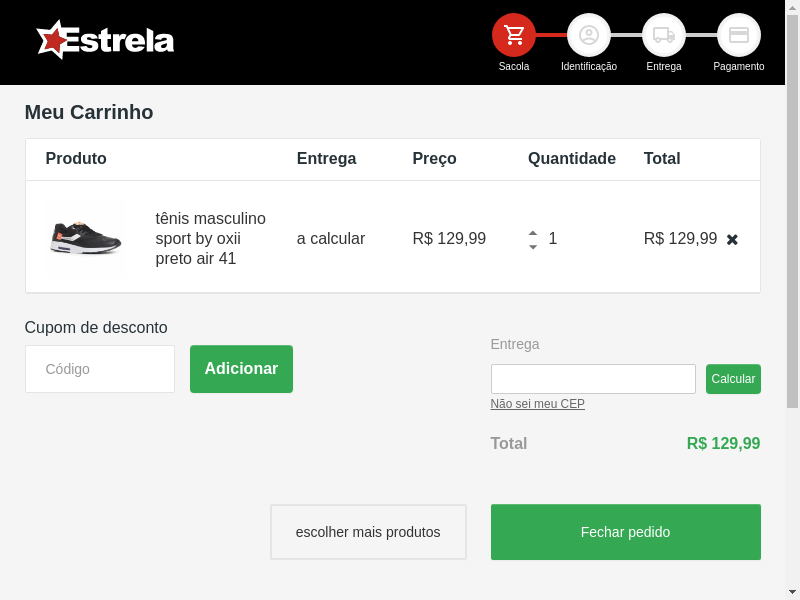 Estrela
Sacola
Identificação
Entrega
Pagamento
Meu Carrinho
Produto
Entrega
Preço
Quantidade
Total
tênis masculino
sport by oxii
preto air 41
a calcular
R$ 129,99
1
R$ 129,99
Cupom de desconto
Código
Adicionar
Entrega
Calcular
Não sei meu CEP
Total
R$ 129,99
escolher mais produtos
Fechar pedido